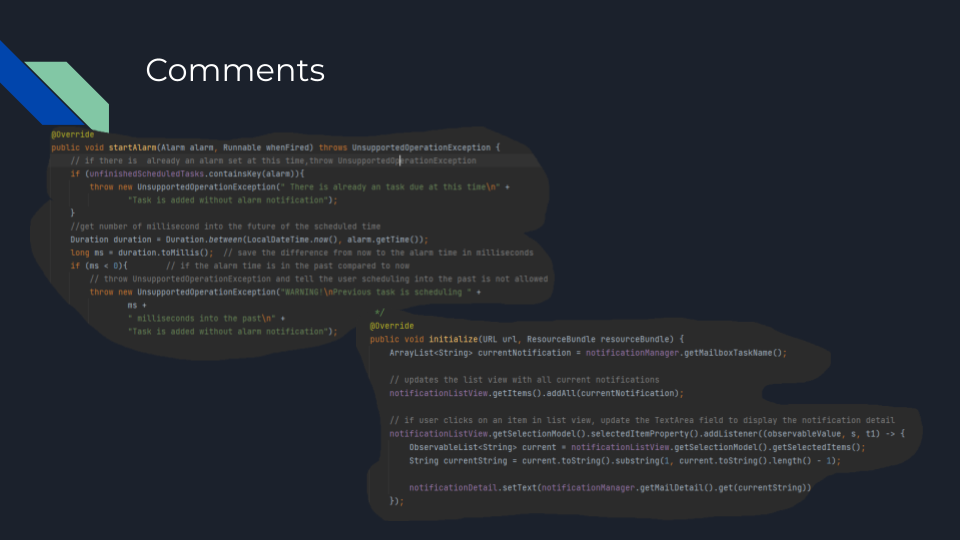 Comments
@Override
public void startAlarm(Alarm alarm, Runnable whenFired) throws UnsupportedOperationException {
// if there is  already an alarm set at this time,throw UnsupportedOperationException
if (unfinishedScheduledTasks.containsKey(alarm)){
throw new UnsupportedOperationException(" There is already an task due at this time\n" +
"Task is added without alarm notification");
}
//get number of millisecond into the future of the scheduled time
Duration duration = Duration.between(LocalDateTime.now(), alarm.getTime());
long ms = duration.toMillis();  // save the difference from now to the alarm time in milliseconds
if (ms < 0){        // if the alarm time is in the past compared to now
// throw UnsupportedOperationException and tell the user scheduling into the past is not allowed
throw new UnsupportedOperationException("WARNING!\nPrevious task is scheduling " +
ms +
" milliseconds into the past\n" +
"Task is added without alarm notification");
*/
@Override
public void initialize(URL url, ResourceBundle resourceBundle) {
ArrayList<String> currentNotification = notificationManager.getMailboxTaskName();
// updates the list view with all current notifications
notificationListView.getItems().addAll(currentNotification);
// if user clicks on an item in list view, update the TextArea field to display the notification detail
notificationListView.getSelectionModel().selectedItemProperty().addListener((observableValue, s, t1) -> {
ObservableList<String> current = notificationListView.getSelectionModel().getSelectedItems();
String currentString = current.toString().substring(1, current.toString().length() - 1);
notificationDetail.setText(notificationManager.getMailDetail().get(currentString))
});